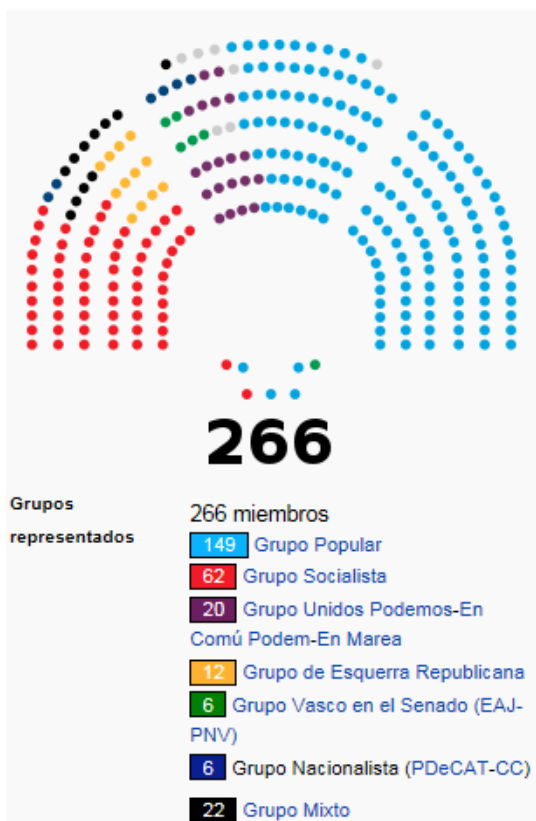 266
Grupos
representados
266 miembros
149 Grupo Popular
62 Grupo Socialista
20 Grupo Unidos Podemos-En
Comú Podem-En Marea
12 Grupo de Esquerra Republicana
6 Grupo Vasco en el Senado (EAJ-
PNV)
6 Grupo Nacionalista (PDeCAT-CC)
22 Grupo Mixto